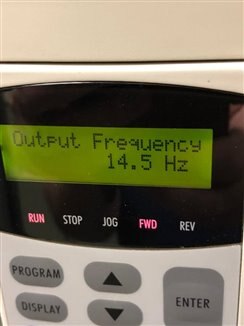 Output Frequency
14.5 Hz
RUN STOP JOG FWD REV
PROGRAM
ENTER
DISPLAY